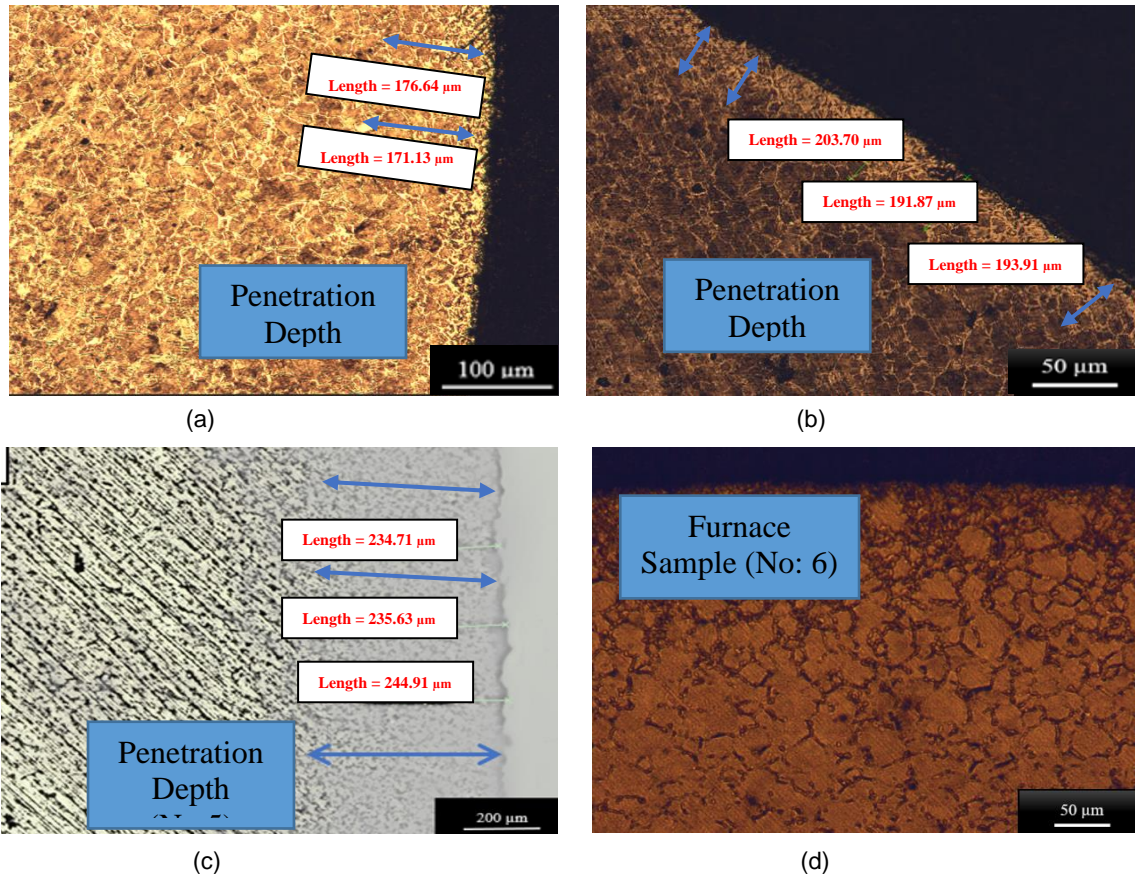 Length = 176.64 µm
Length = 171.13 µm
Penetration
Depth
100 µm
(a)
Length = 203.70 µm
Length = 191.87 µm
Length = 193.91 µm
Penetration
Depth
50 µm
(b)
Length = 234.71 µm
Length = 235.63 µm
Length = 244.91 µm
Penetration
Depth
200 µm
(c)
Furnace
Sample (No: 6)
50 µm
(d)